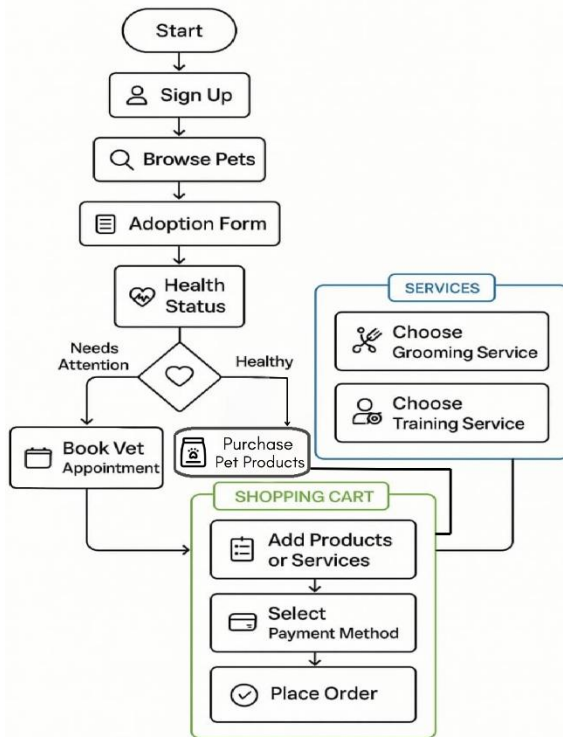 Start
Sign Up
Browse Pets
Adoption Form
Health
Status
SERVICES
Choose
Grooming Service
Choose
Training Service
Needs
Attention
Healthy
Book Vet
Appointment
Purchase
Pet Products
SHOPPING CART
Add Products
or Services
Select
Payment Method
Place Order